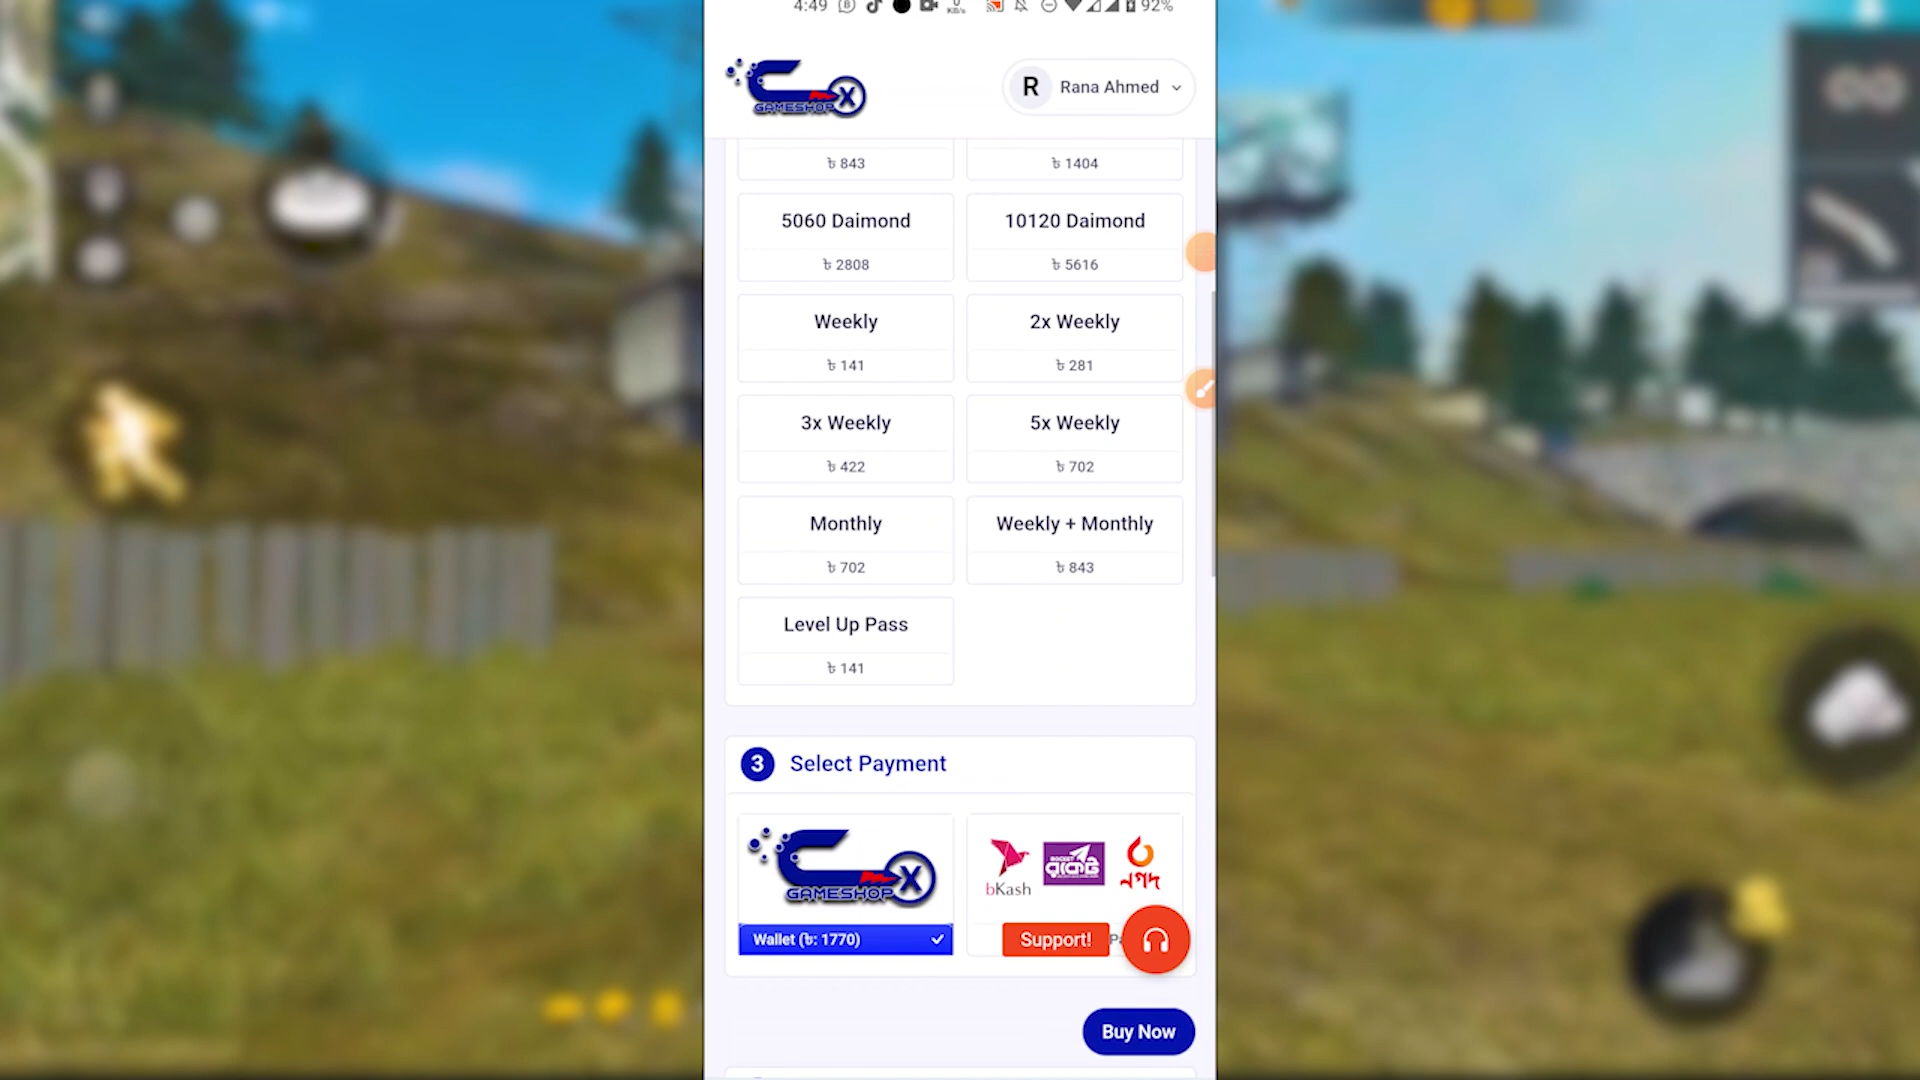 4:49
KB/s
92%
GAMESHOP X
R Rana Ahmed
৳ 843
৳ 1404
5060 Daimond
৳ 2808
10120 Daimond
৳ 5616
Weekly
৳ 141
2x Weekly
৳ 281
3x Weekly
৳ 422
5x Weekly
৳ 702
Monthly
৳ 702
Weekly + Monthly
৳ 843
Level Up Pass
৳ 141
3 Select Payment
GAMESHOP X
Wallet (৳: 1770)
bKash
ROCKET
রকেট
নগদ
Support!
Buy Now